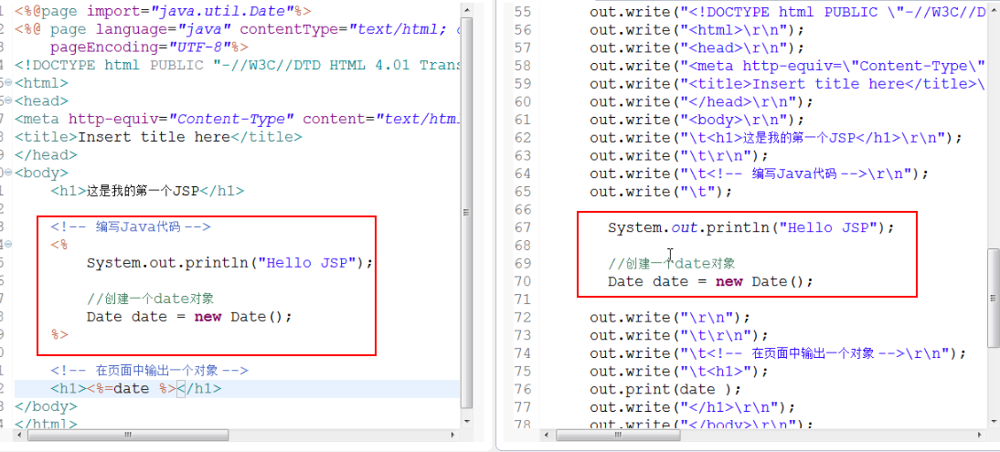 <%@page import="java.util.Date"%>
<%@ page language="java" contentType="text/html;
pageEncoding="UTF-8"%>
<!DOCTYPE html PUBLIC "-//W3C//DTD HTML 4.01 Trans
<html>
<head>
<meta http-equiv="Content-Type" content="text/htm
<title>Insert title here</title>
</head>
<body>
<h1>这是我的第一个JSP</h1>
<!-- 编写Java代码 -->
<%
System.out.println("Hello JSP");
//创建一个date对象
Date date = new Date();
%>
<!-- 在页面中输出一个对象 -->
<h1><%=date %></h1>
</body>
</html>
55 out.write("<!DOCTYPE html PUBLIC \"-//W3C//D
56 out.write("<html>\r\n");
57 out.write("<head>\r\n");
58 out.write("<meta http-equiv=\"Content-Type\"
59 out.write("<title>Insert title here</title>\
60 out.write("</head>\r\n");
61 out.write("<body>\r\n");
62 out.write("\t<h1>这是我的第一个JSP</h1>\r\n");
63 out.write("\t\r\n");
64 out.write("\t<!-- 编写Java代码 -->\r\n");
65 out.write("\t");
66
67 System.out.println("Hello JSP");
68
69 //创建一个date对象
70 Date date = new Date();
71
72 out.write("\r\n");
73 out.write("\t\r\n");
74 out.write("\t<!-- 在页面中输出一个对象 -->\r\n");
75 out.write("\t<h1>");
76 out.print(date );
77 out.write("</h1>\r\n");
78 out.write("</body>\r\n");